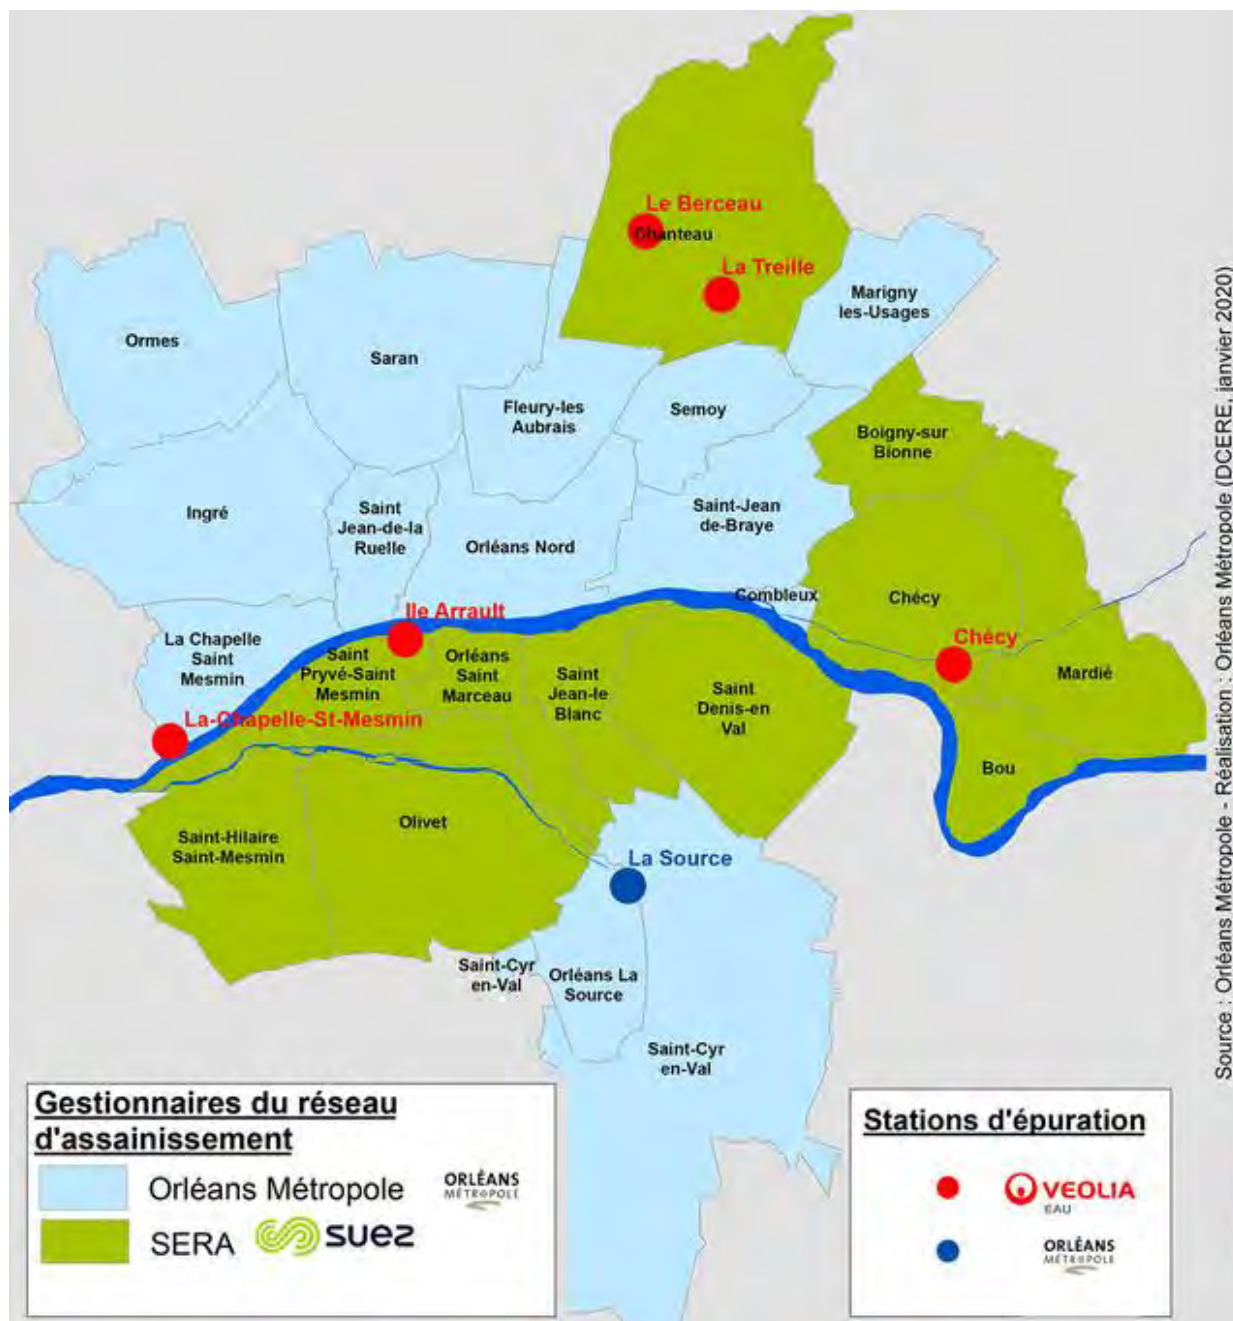 Le Berceau
Chanteau
La Treille
Marigny
les-Usages
Ormes
Saran
Fleury-les
Aubrais
Semoy
Boigny-sur
Bionne
Ingré
Saint
Jean-de-la
Ruelle
Orléans Nord
Saint-Jean
de-Braye
Combleux
Chécy
Ile Arrault
Chécy
La Chapelle
Saint
Mesmin
Saint
Pryvé-Saint
Mesmin
Orléans
Saint
Marceau
Saint
Jean-le
Blanc
Saint
Denis-en
Val
Mardié
La-Chapelle-St-Mesmin
Bou
Saint-Hilaire
Saint-Mesmin
Olivet
La Source
Saint-Cyr
en-Val
Orléans La
Source
Saint-Cyr
en-Val
Source : Orléans Métropole - Réalisation : Orléans Métropole (DCERE, janvier 2020)
Gestionnaires du réseau
d'assainissement
Orléans Métropole
ORLÉANS
MÉTROPOLE
SERA
suez
Stations d'épuration
VEOLIA
EAU
ORLÉANS
MÉTROPOLE